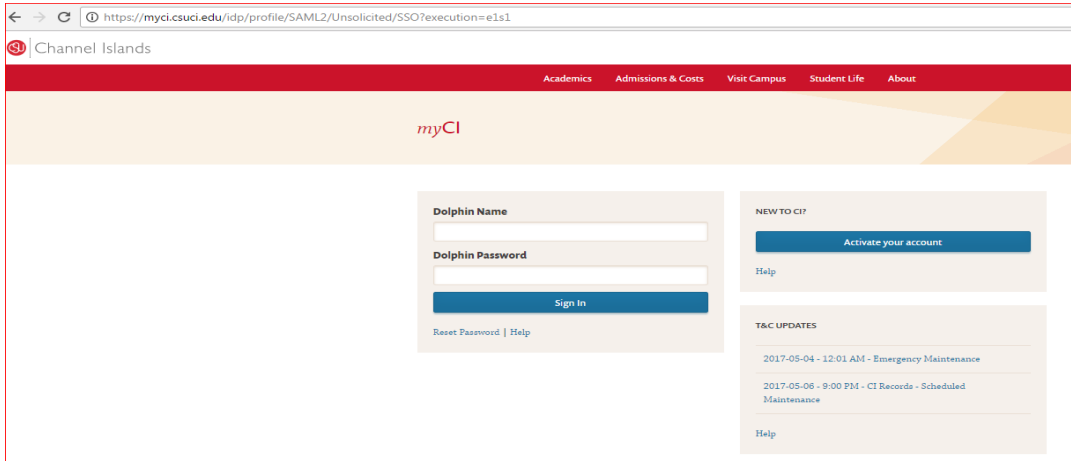 https://myci.csuci.edu/idp/profile/SAML2/Unsolicited/SSO?execution=e1s1
CSU Channel Islands
Academics Admissions & Costs Visit Campus Student Life About
myCI
Dolphin Name
Dolphin Password
Sign In
Reset Password | Help
NEW TO CI?
Activate your account
Help
T&C UPDATES
2017-05-04 - 12:01 AM - Emergency Maintenance
2017-05-06 - 9:00 PM - CI Records - Scheduled
Maintenance
Help